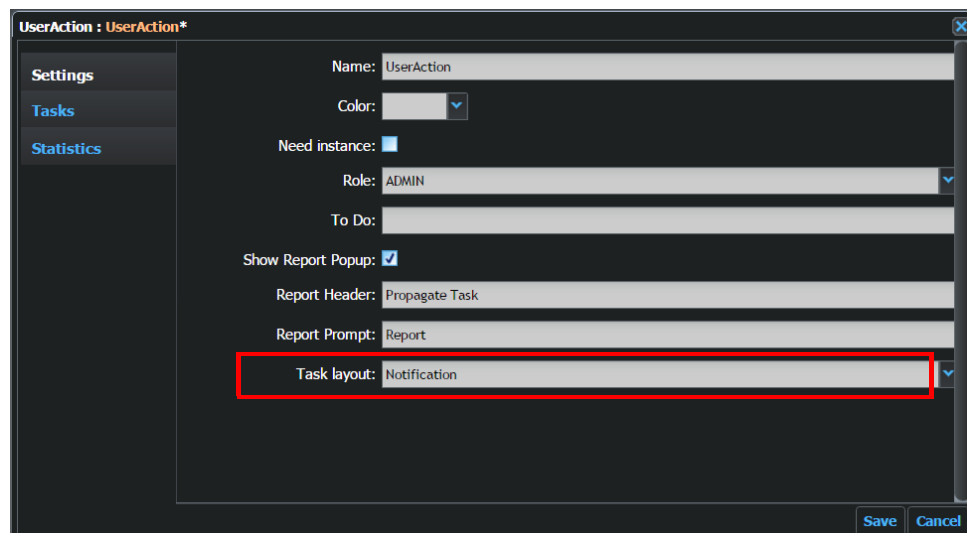 UserAction : UserAction*
Settings
Tasks
Statistics
Name: UserAction
Color:
Need instance:
Role: ADMIN
To Do:
Show Report Popup:
Report Header: Propagate Task
Report Prompt: Report
Task layout: Notification
Save Cancel